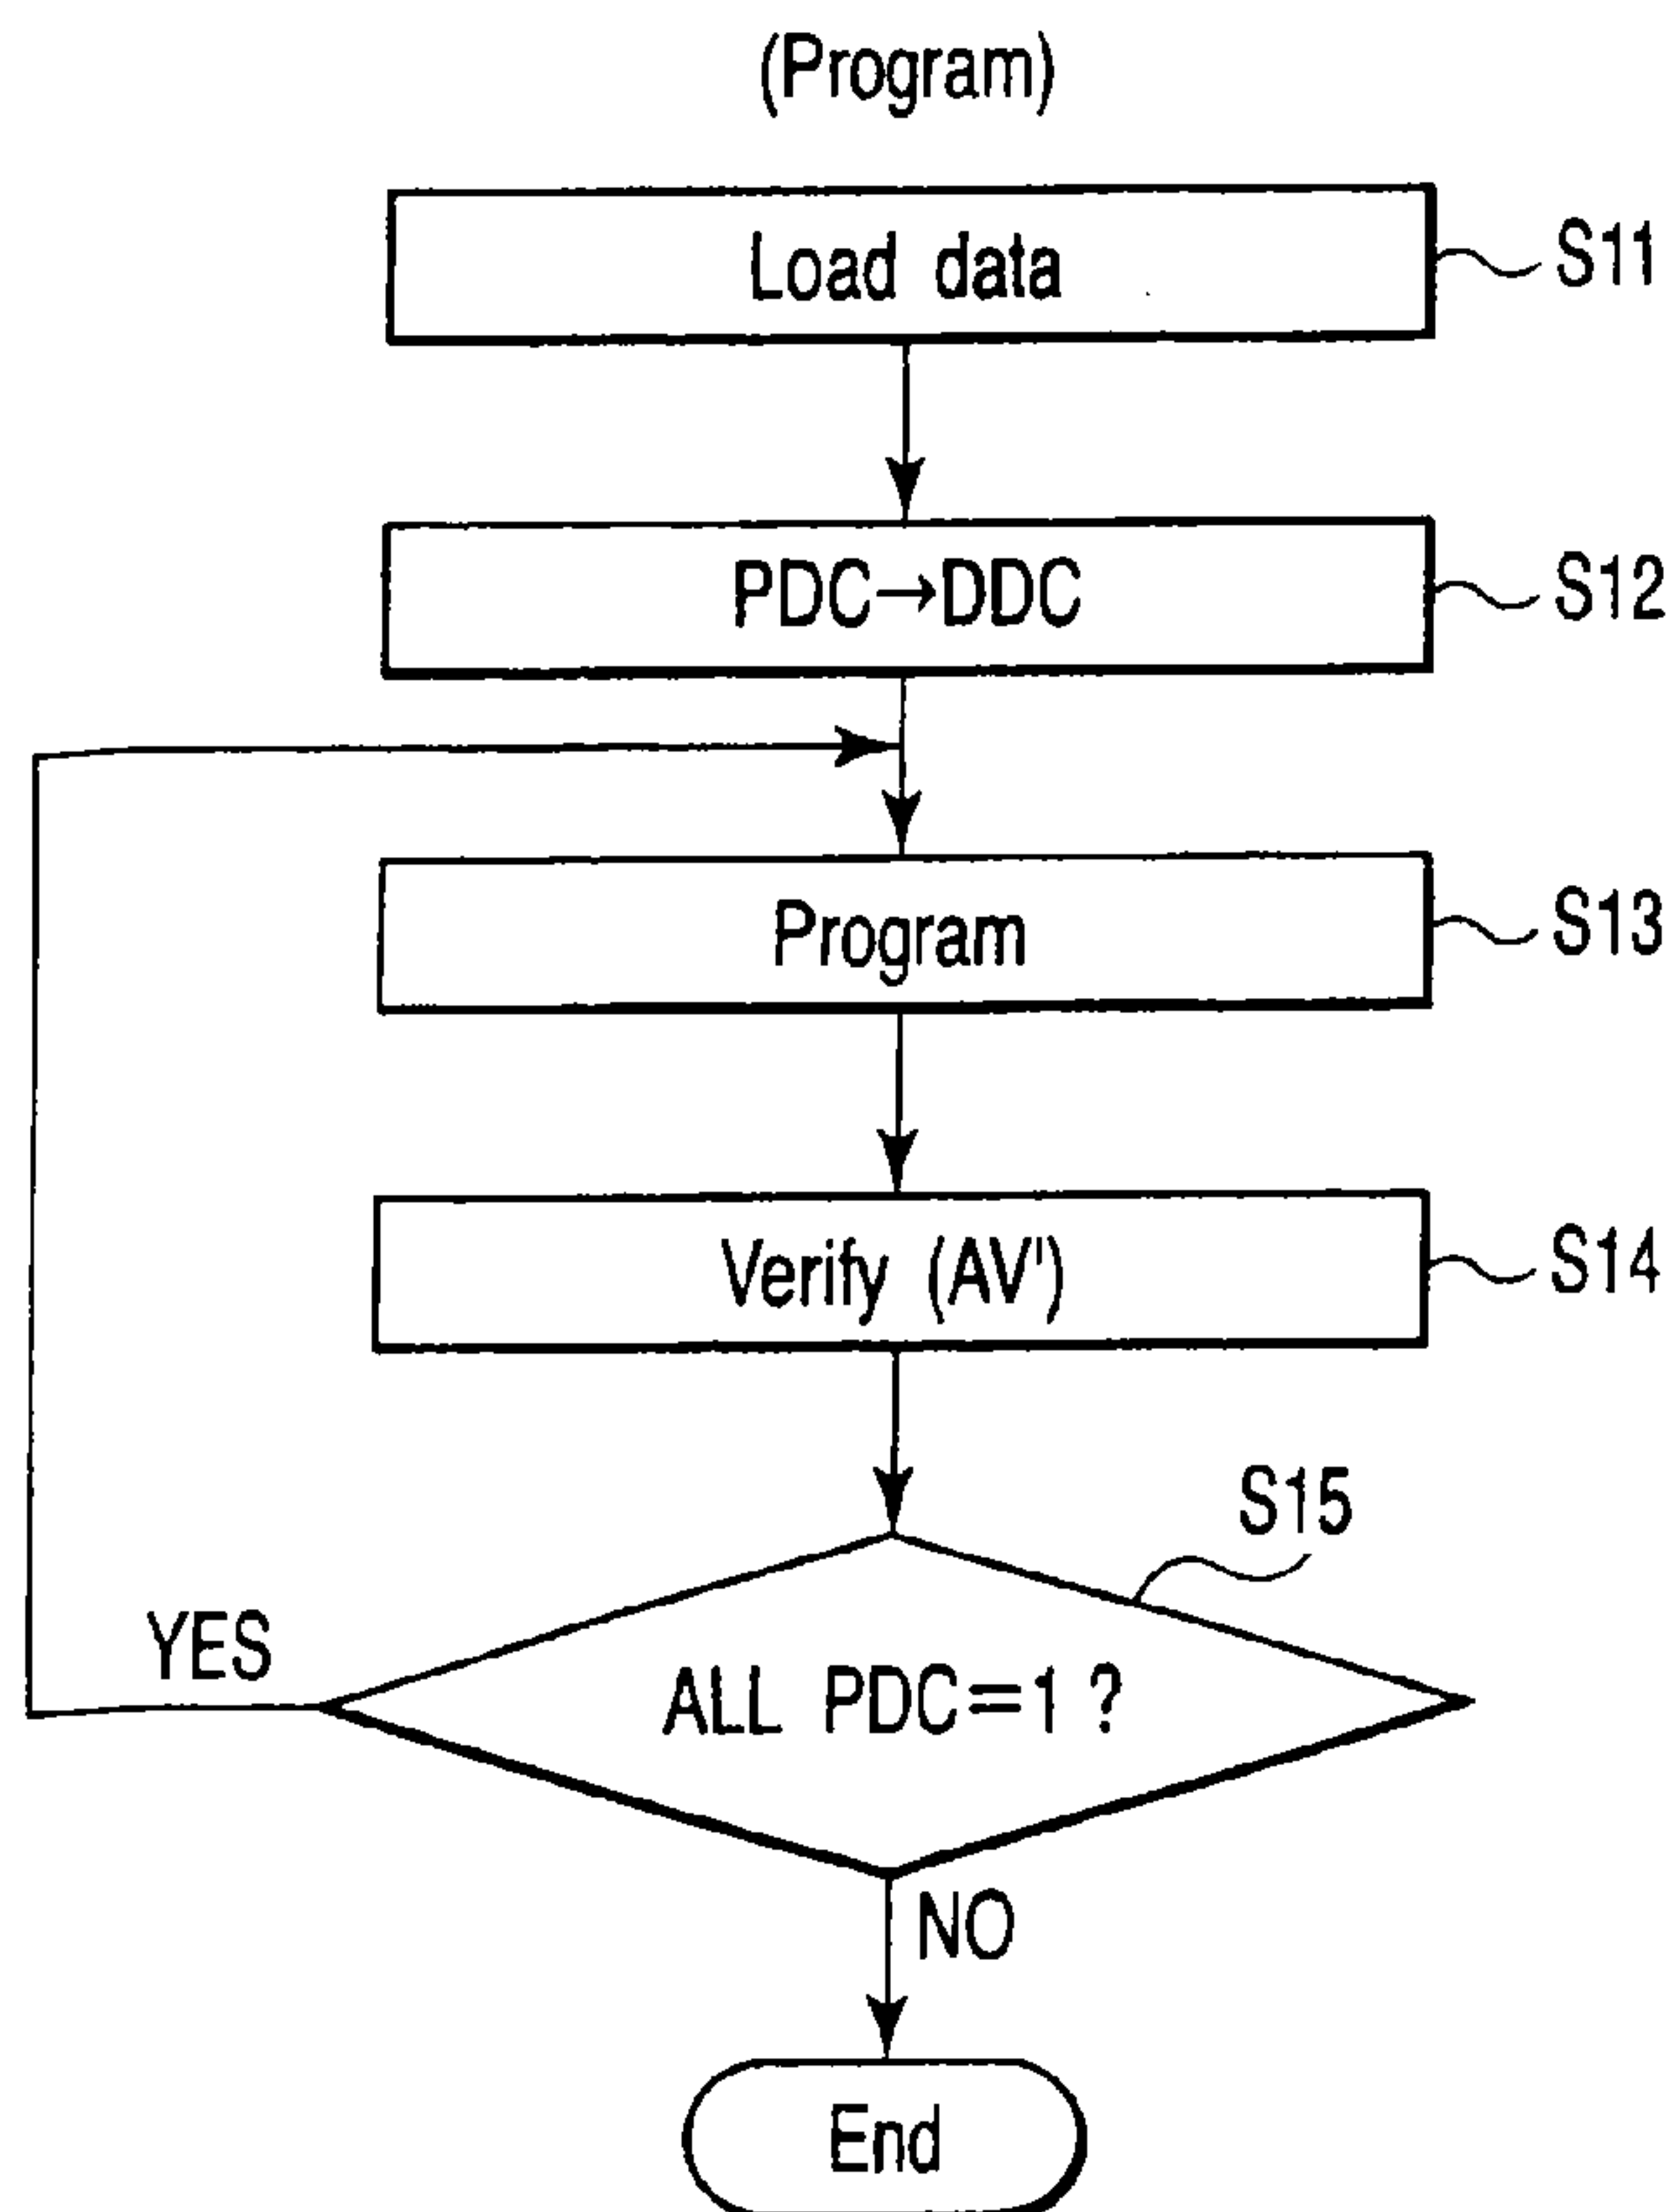 (Program)
Load data
S11
PDC→DDC
S12
Program
S13
Verify (AV')
S14
S15
YES
ALL PDC=1 ?
NO
End